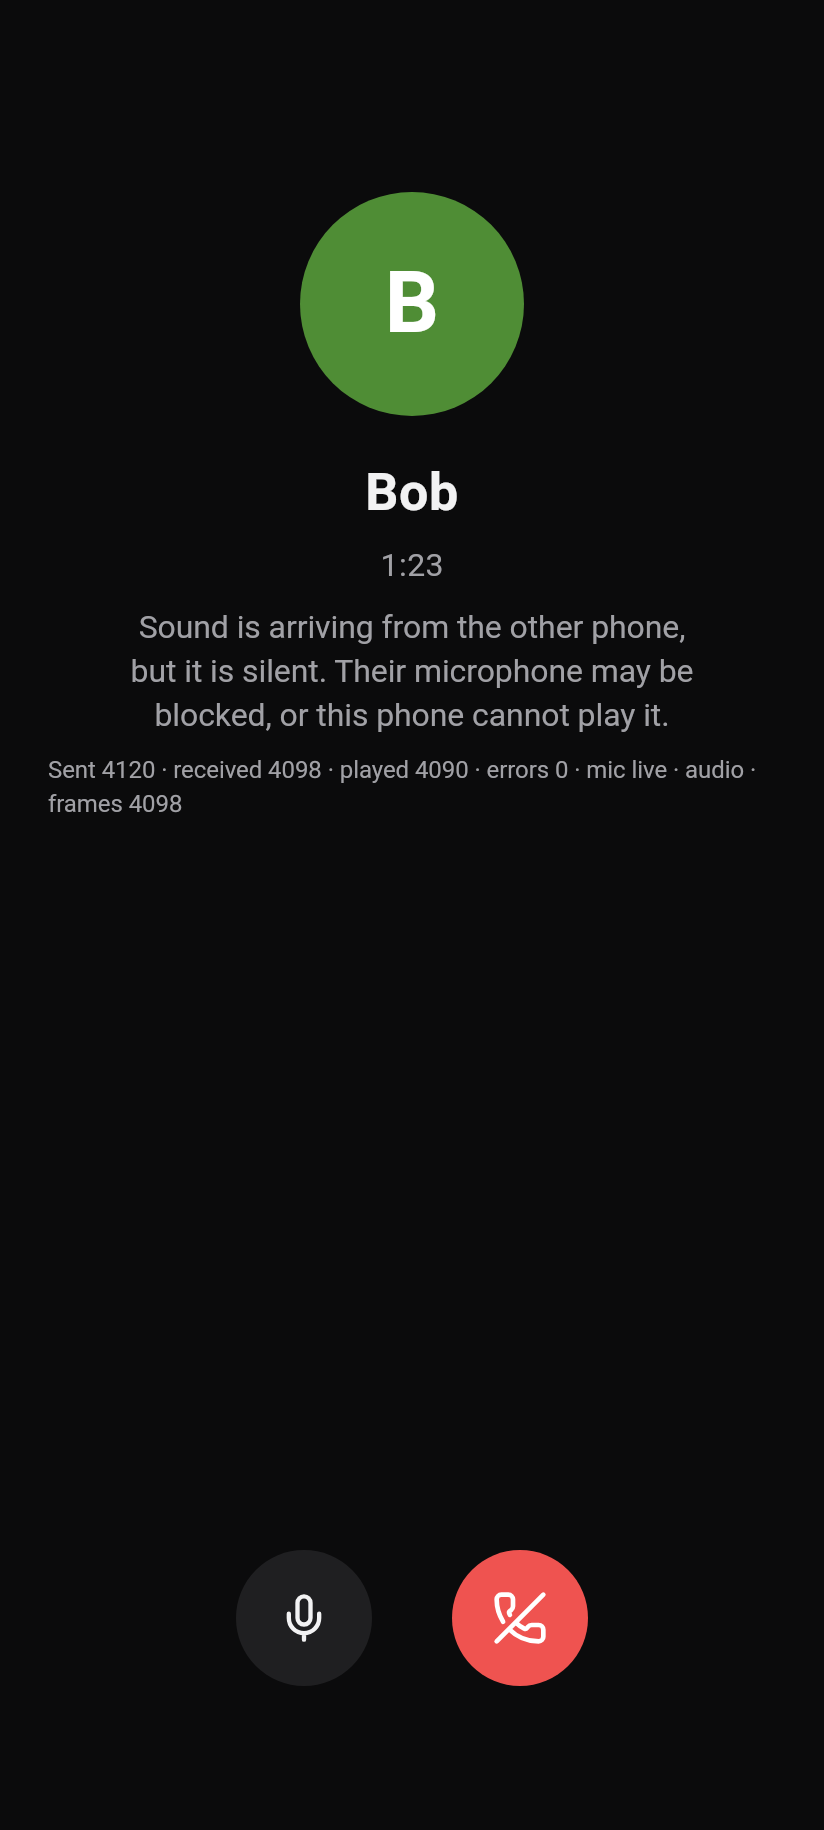 B
Bob
1:23
Sound is arriving from the other phone,
but it is silent. Their microphone may be
blocked, or this phone cannot play it.
Sent 4120 · received 4098 · played 4090 · errors 0 · mic live · audio ·
frames 4098